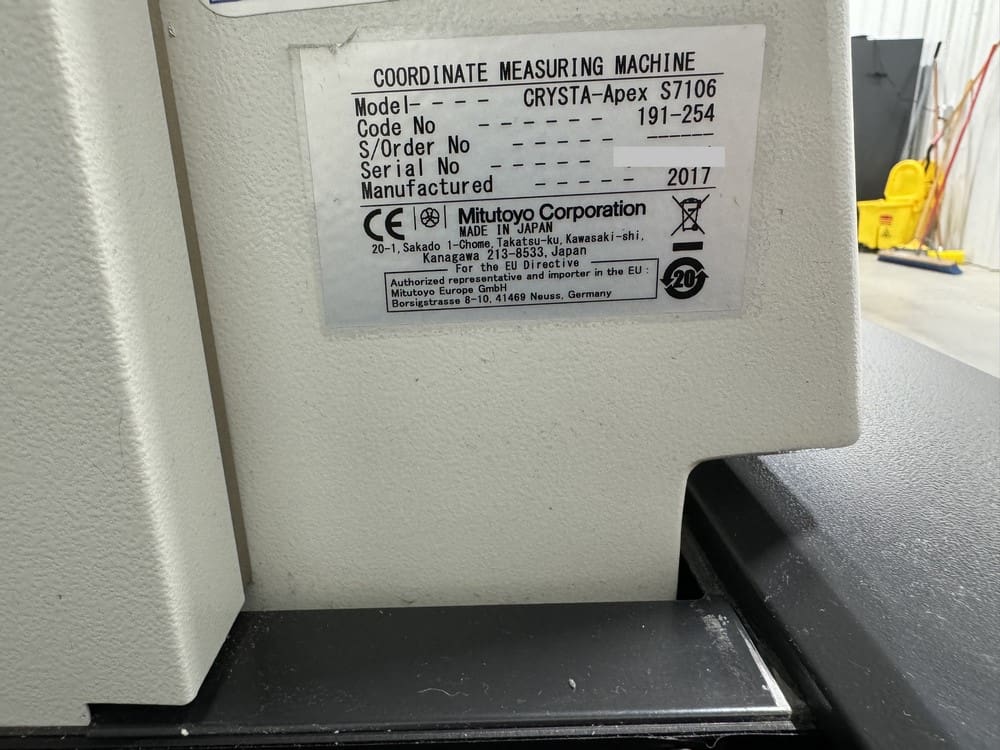 COORDINATE MEASURING MACHINE
Model- - - - CRYSTA-Apex S7106
Code No - - - - - - 191-254
S/Order No - - - - - ------
Serial No - - - - -
Manufactured - - - - - 2017
CE Mitutoyo Corporation
MADE IN JAPAN
20-1, Sakado 1-Chome, Takatsu-ku, Kawasaki-shi,
Kanagawa 213-8533, Japan
For the EU Directive
Authorized representative and importer in the EU :
Mitutoyo Europe GmbH
Borsigstrasse 8-10, 41469 Neuss, Germany
20